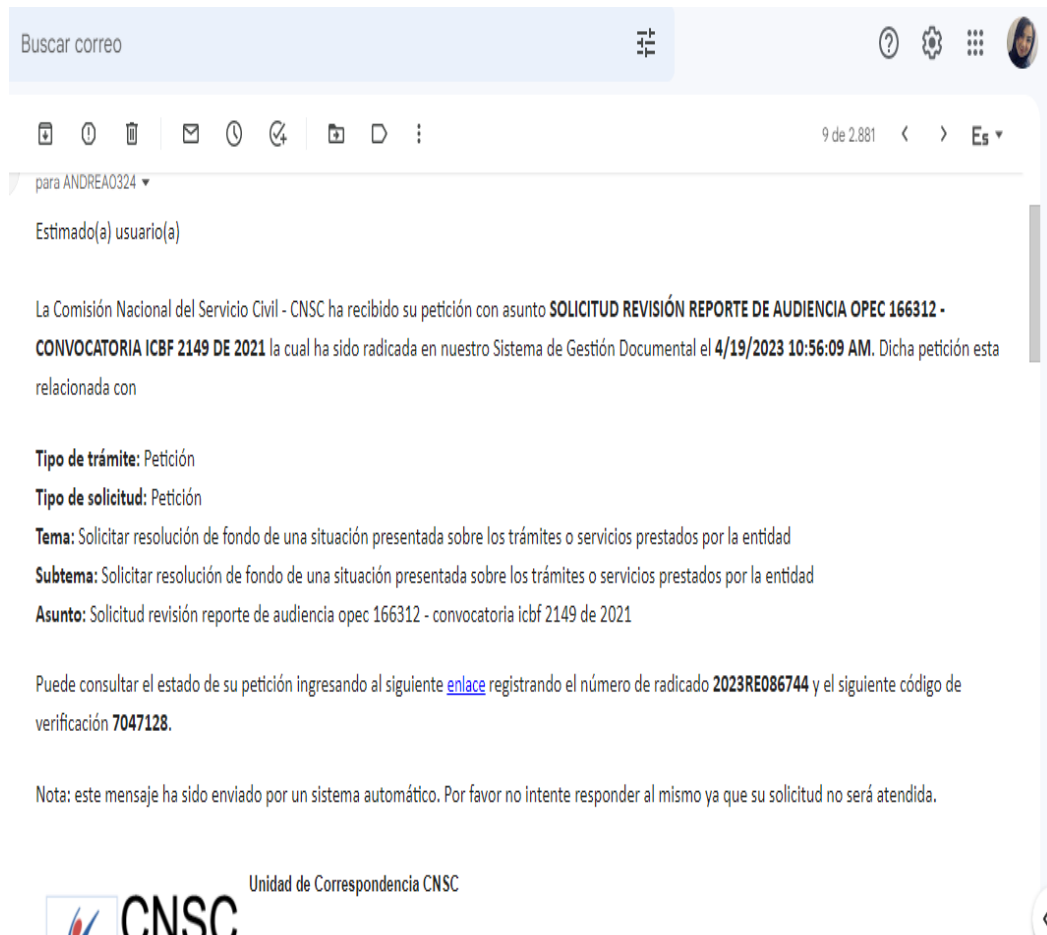 Buscar correo
9 de 2.881
Es
para ANDREA0324
Estimado(a) usuario(a)
La Comisión Nacional del Servicio Civil - CNSC ha recibido su petición con asunto SOLICITUD REVISIÓN REPORTE DE AUDIENCIA OPEC 166312 -
CONVOCATORIA ICBF 2149 DE 2021 la cual ha sido radicada en nuestro Sistema de Gestión Documental el 4/19/2023 10:56:09 AM. Dicha petición esta
relacionada con
Tipo de trámite: Petición
Tipo de solicitud: Petición
Tema: Solicitar resolución de fondo de una situación presentada sobre los trámites o servicios prestados por la entidad
Subtema: Solicitar resolución de fondo de una situación presentada sobre los trámites o servicios prestados por la entidad
Asunto: Solicitud revisión reporte de audiencia opec 166312 - convocatoria icbf 2149 de 2021
Puede consultar el estado de su petición ingresando al siguiente enlace registrando el número de radicado 2023RE086744 y el siguiente código de
verificación 7047128.
Nota: este mensaje ha sido enviado por un sistema automático. Por favor no intente responder al mismo ya que su solicitud no será atendida.
Unidad de Correspondencia CNSC
CNSC